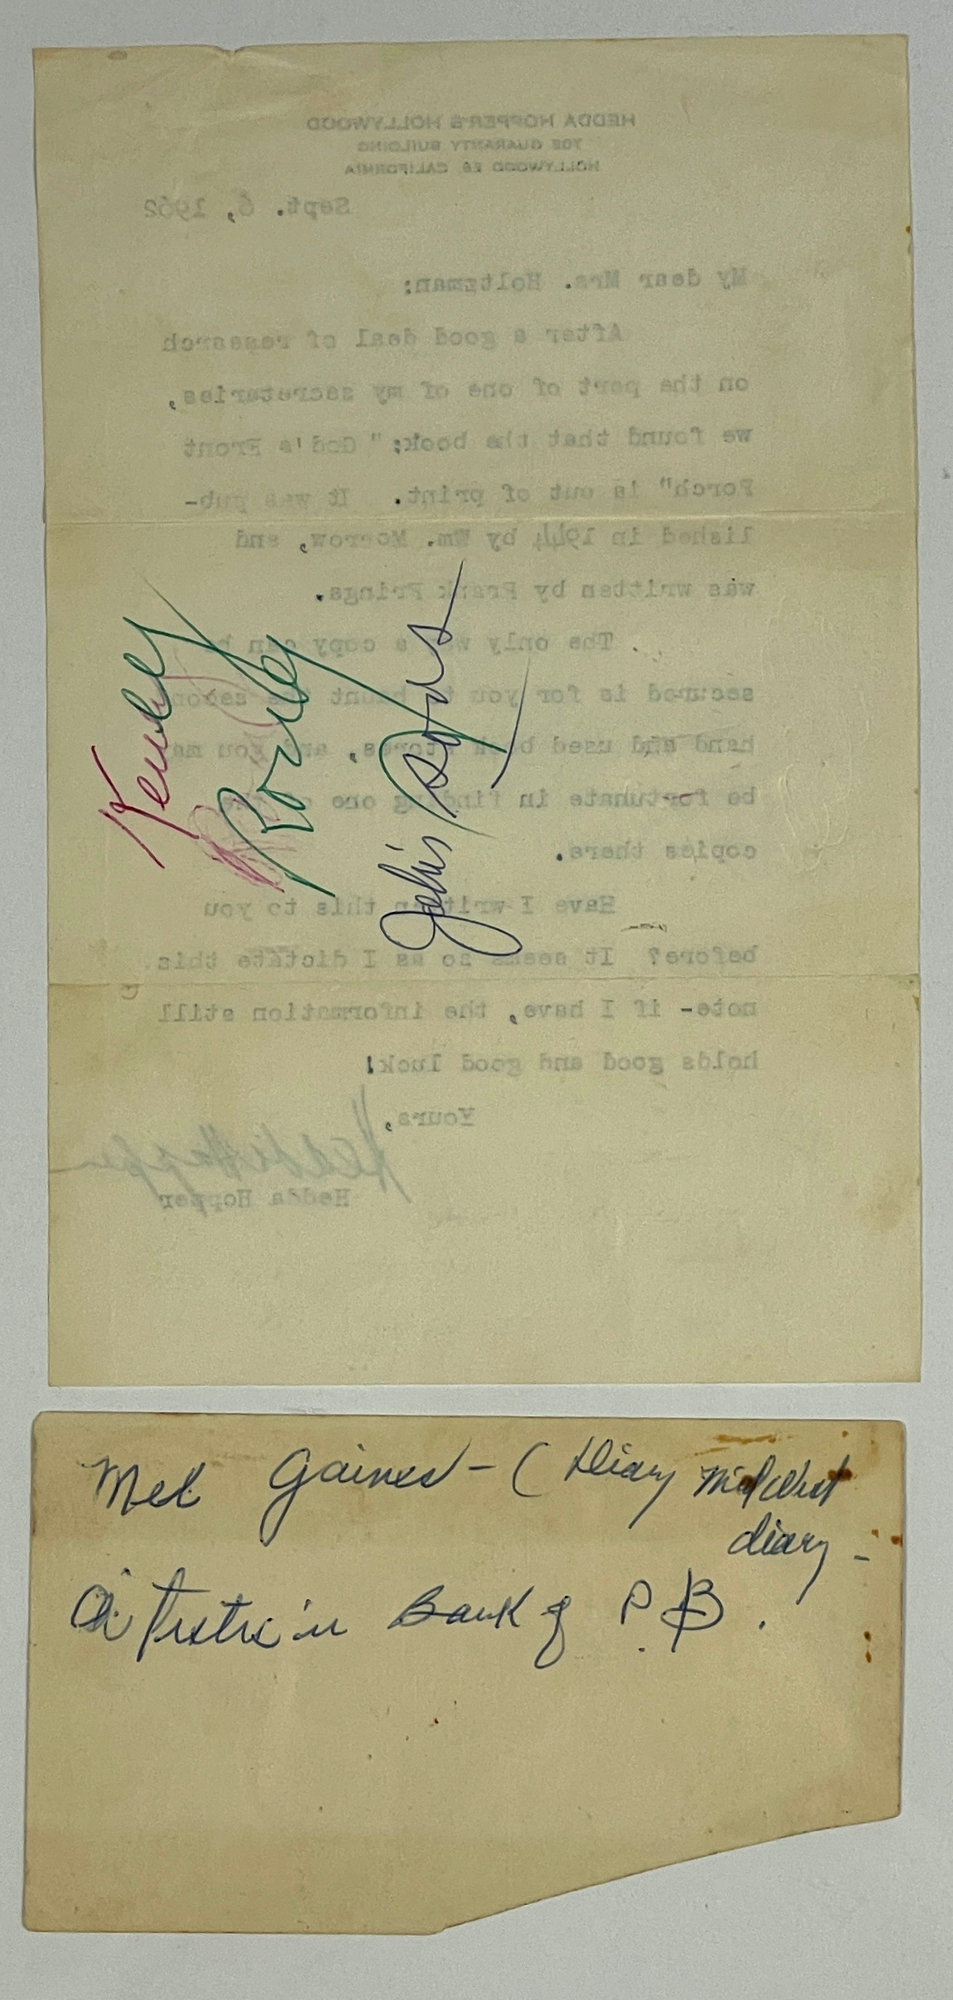 HEDDA HOPPER'S HOLLYWOOD
702 GUARANTY BUILDING
HOLLYWOOD 28, CALIFORNIA
Sept. 6, 1962
My dear Mrs. Holtzman:
After a good deal of research
on the part of one of my secretaries,
we found that the book; "God's Front
Porch" is out of print. It was pub-
lished in 1944 by Wm. Morrow, and
was written by Frank Prings.
The only way a copy can be
secured is for you to haunt the second
hand and used book stores, and you may
be fortunate in finding one of the
copies there.
Have I written this to you
before? It seems so as I dictate this
note- if I have, the information still
holds good and good luck!
Yours,
Hedda Hopper
Hedda Hopper
John's
Mel Gaines - ( Diary
diary -
Bank of P.B.